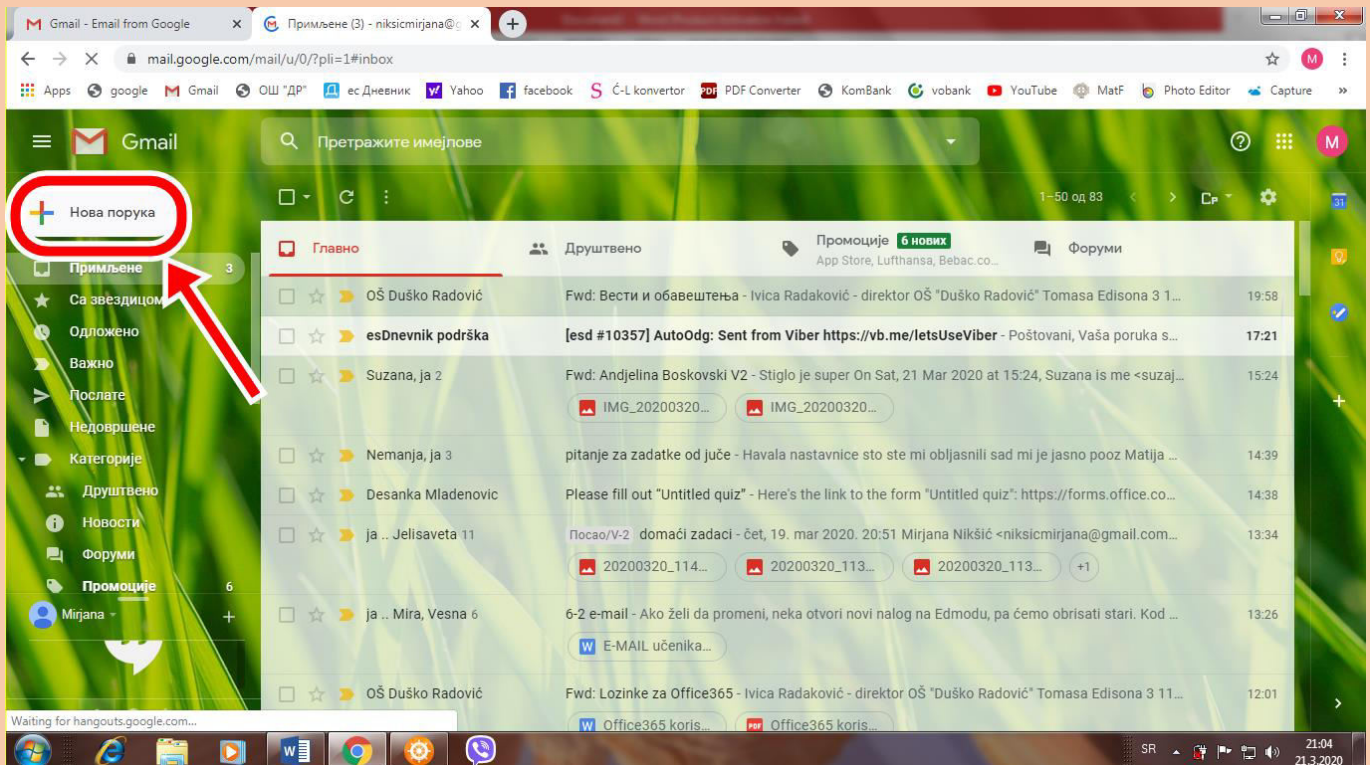 Gmail - Email from Google
Примљене (3) - niksicmirjana@g
mail.google.com/mail/u/0/?pli=1#inbox
M
Apps google Gmail ОШ "ДР" ес Дневник Yahoo facebook Ć-L konvertor PDF Converter KomBank vobank YouTube MatF Photo Editor Capture »
Gmail
Претражите имејлове
M
Нова порука
1–50 од 83
Ср
31
Главно
Друштвено
Промоције 6 нових
App Store, Lufthansa, Bebac.co...
Форуми
Примљене 3
Са звездицом
Одложено
Важно
Послате
Недовршене
Категорије
Друштвено
Новости
Форуми
Промоције 6
Mirjana
OŠ Duško Radović Fwd: Вести и обавештења - Ivica Radaković - direktor OŠ "Duško Radović" Tomasa Edisona 3 1... 19:58
esDnevnik podrška [esd #10357] AutoOdg: Sent from Viber https://vb.me/letsUseViber - Poštovani, Vaša poruka s... 17:21
Suzana, ja 2 Fwd: Andjelina Boskovski V2 - Stiglo je super On Sat, 21 Mar 2020 at 15:24, Suzana is me <suzaj... 15:24
IMG_20200320... IMG_20200320...
Nemanja, ja 3 pitanje za zadatke od juče - Havala nastavnice sto ste mi obljasnili sad mi je jasno pooz Matija ... 14:39
Desanka Mladenovic Please fill out "Untitled quiz" - Here's the link to the form "Untitled quiz": https://forms.office.co... 14:38
ja .. Jelisaveta 11 Посао/V-2 domaći zadaci - čet, 19. mar 2020. 20:51 Mirjana Nikšić <niksicmirjana@gmail.com... 13:34
20200320_114... 20200320_113... 20200320_113... +1
ja .. Mira, Vesna 6 6-2 e-mail - Ako želi da promeni, neka otvori novi nalog na Edmodu, pa ćemo obrisati stari. Kod ... 13:26
E-MAIL učenika...
OŠ Duško Radović Fwd: Lozinke za Office365 - Ivica Radaković - direktor OŠ "Duško Radović" Tomasa Edisona 3 11... 12:01
Office365 koris... Office365 koris...
Waiting for hangouts.google.com...
SR
21:04
21.3.2020